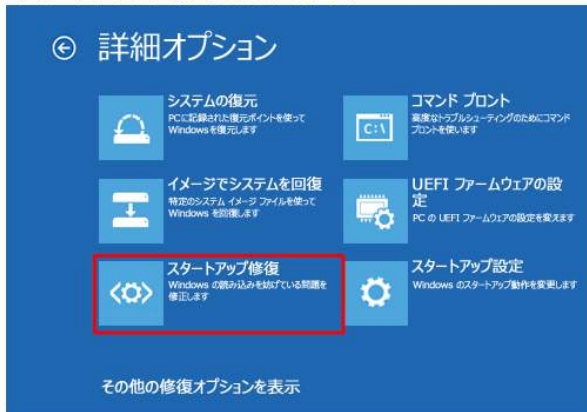 詳細オプション
システムの復元
PCに記録された復元ポイントを使って
Windowsを復元します
コマンド プロント
高度なトラブルシューティングのためにコマンド
プロントを使います
C:\
イメージでシステムを回復
特定のシステム イメージ ファイルを使って
Windows を回復します
UEFI ファームウェアの設
定
PC の UEFI ファームウェアの設定を変えます
スタートアップ修復
Windows の読み込みを妨げている問題を
修正します
スタートアップ設定
Windows のスタートアップ動作を変更します
その他の修復オプションを表示